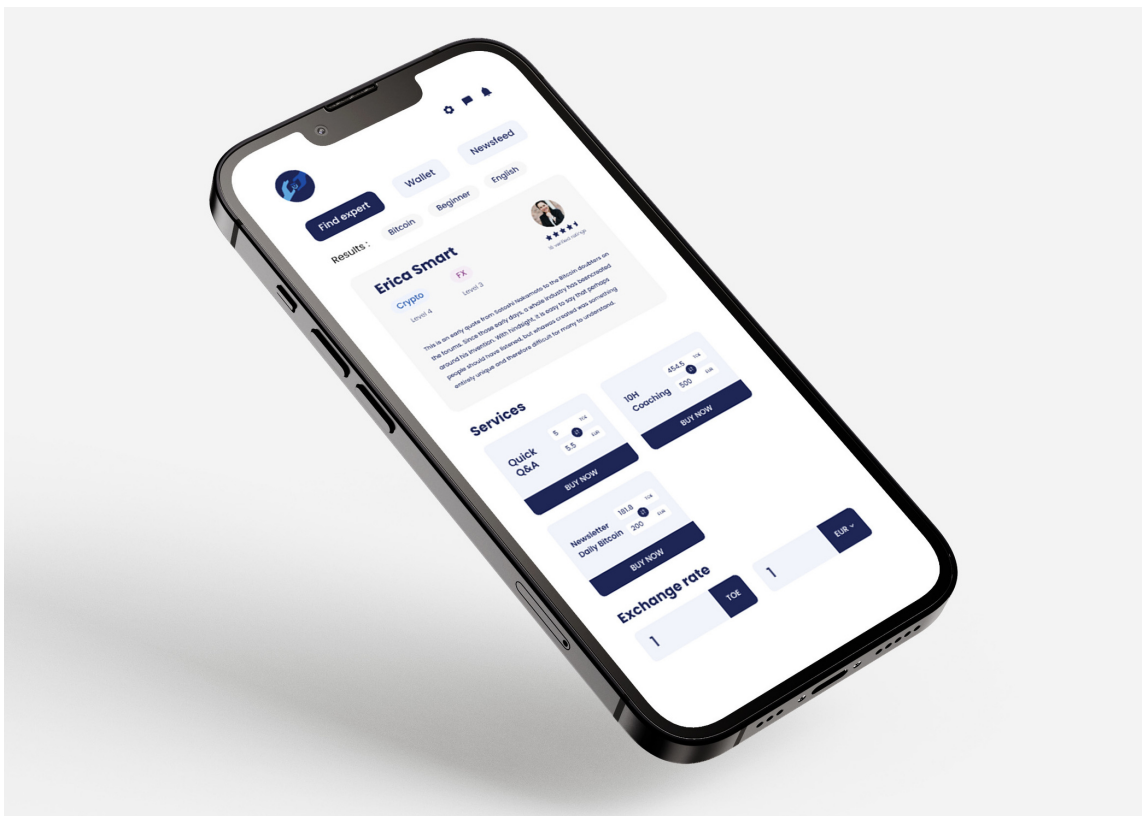 Find expert
Wallet
Newsfeed
Results :
Bitcoin
Beginner
English
Erica Smart
Crypto
FX
Level 4
Level 3
This is an early quote from Satoshi Nakamoto to the Bitcoin doubters on
the forums. Since those early days, a whole industry has beencreated
around his invention. With hindsight, it is easy to say that perhaps
people should have listened, but whawas created was something
entirely unique and therefore difficult for many to understand.
Services
Quick
Q&A
5
5.5
EUR
BUY NOW
10H
Coaching
454.5
500
EUR
BUY NOW
Newsletter
Daily Bitcoin
181.8
200
EUR
BUY NOW
Exchange rate
1
TOE
1
EUR